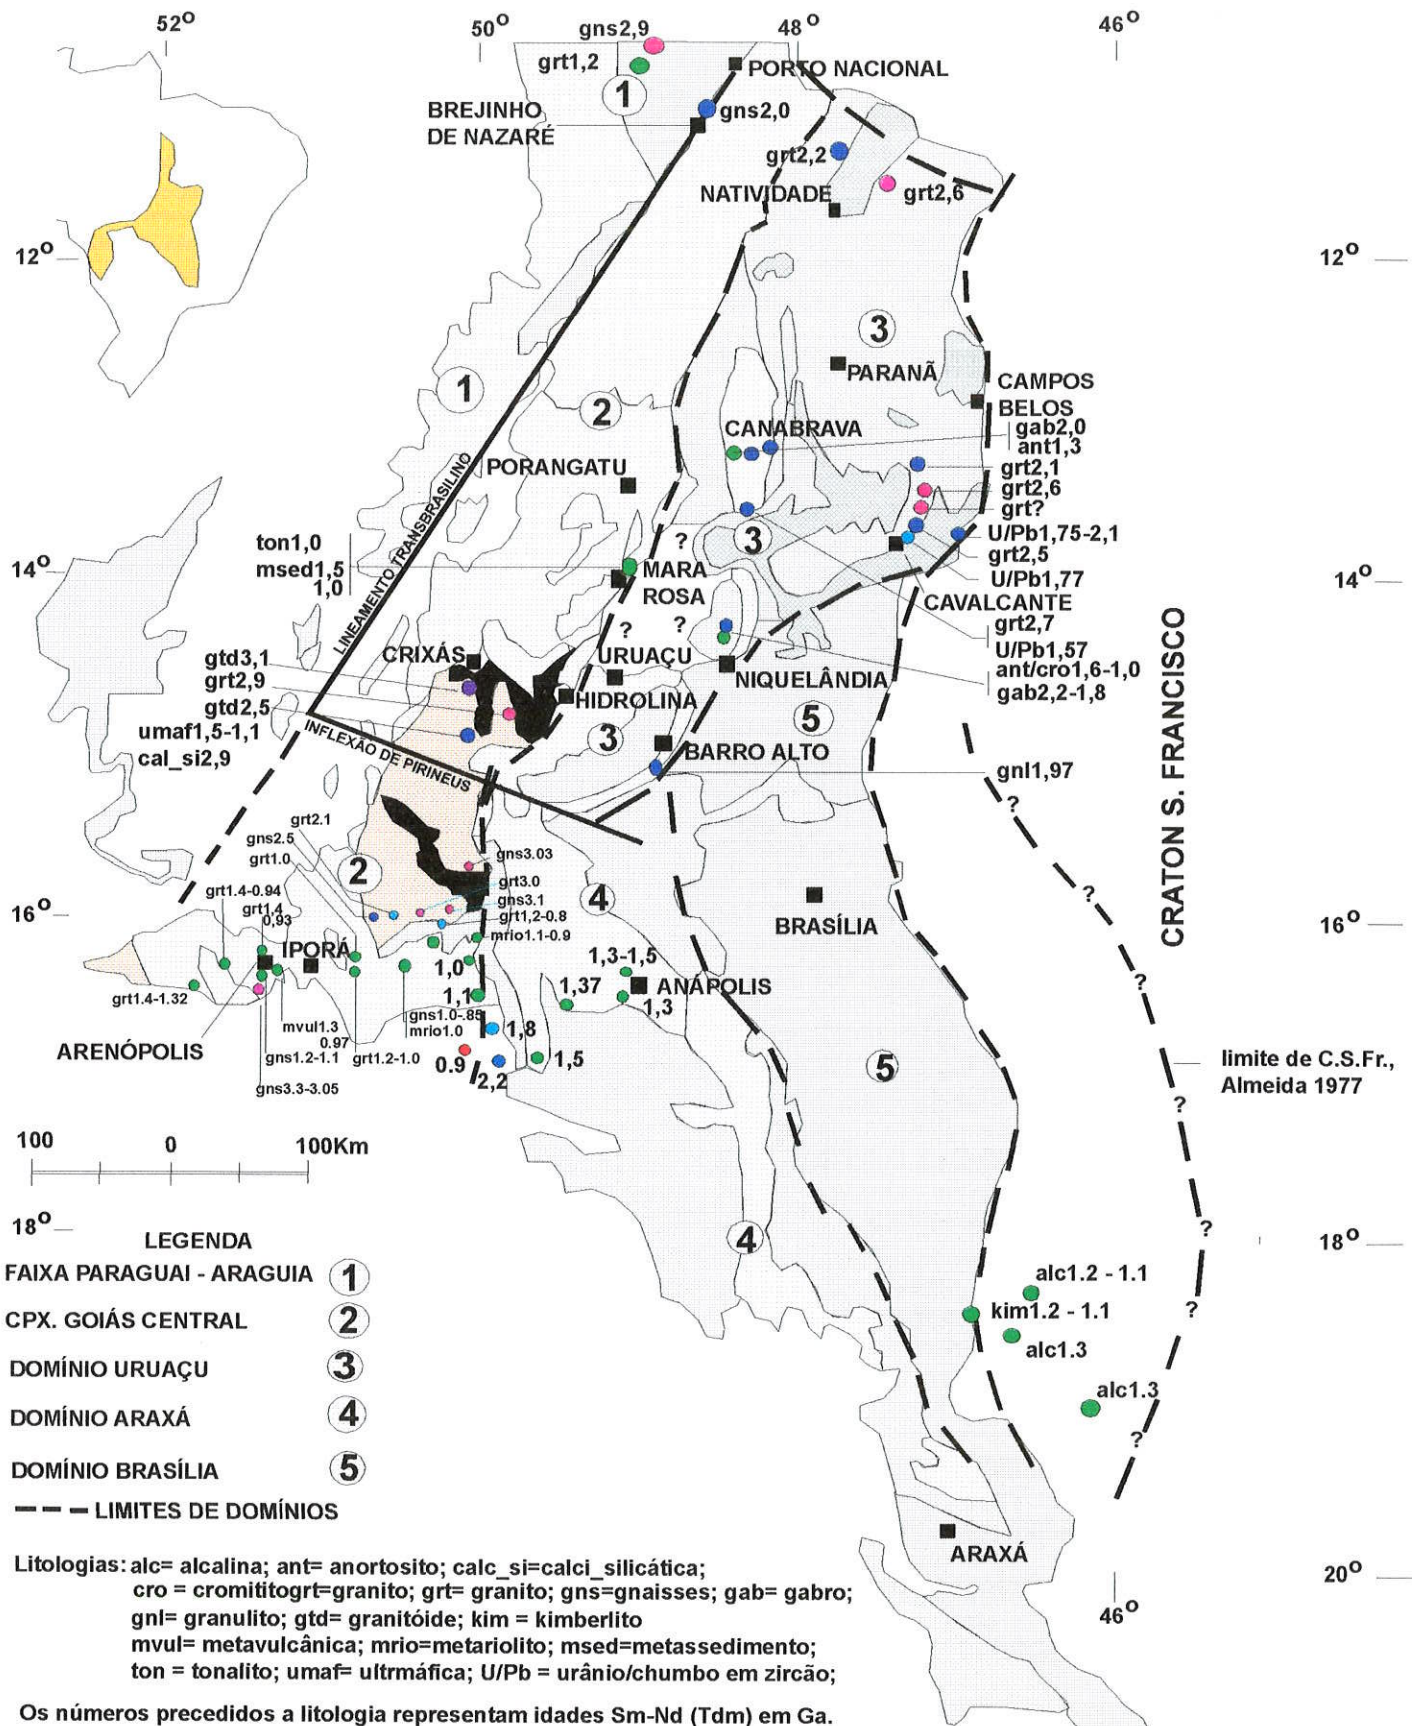 52°
50°
48°
46°
gns2,9
grt1,2
1
PORTO NACIONAL
BREJINHO
DE NAZARÉ
gns2,0
grt2,2
NATIVIDADE
grt2,6
12°
12°
3
1
2
PARANÃ
CAMPOS
BELOS
CANABRAVA
gab2,0
ant1,3
PORANGATU
grt2,1
grt2,6
grt?
LINEAMENTO TRANSBRASILINO
3
?
U/Pb1,75-2,1
grt2,5
U/Pb1,77
ton1,0
msed1,5
1,0
14°
14°
MARA
ROSA
CAVALCANTE
grt2,7
U/Pb1,57
?
?
CRIXÁS
URUAÇU
NIQUELÂNDIA
ant/cro1,6-1,0
gab2,2-1,8
gtd3,1
grt2,9
gtd2,5
HIDROLINA
5
umaf1,5-1,1
cal_si2,9
INFLEXÃO DE PIRINEUS
3
BARRO ALTO
gnl1,97
CRATON S. FRANCISCO
?
grt2.1
gns2.5
grt1.0
gns3.03
2
grt3.0
gns3.1
grt1,2-0.8
mrio1.1-0.9
4
?
grt1.4-0.94
grt1.4
0,93
16°
16°
BRASÍLIA
IPORÁ
1,0
1,3-1,5
ANÁPOLIS
?
1,37
1,3
1,1
grt1.4-1.32
gns1.0-.85
mrio1.0
mvul1.3
0.97
1,8
ARENÓPOLIS
gns1.2-1.1
grt1.2-1.0
0.9
2,2
1,5
5
limite de C.S.Fr.,
Almeida 1977
gns3.3-3.05
?
100
0
100Km
18°
18°
?
4
LEGENDA
FAIXA PARAGUAI - ARAGUIA 1
alc1.2 - 1.1
kim1.2 - 1.1
?
CPX. GOIÁS CENTRAL 2
alc1.3
DOMÍNIO URUAÇU 3
alc1.3
DOMÍNIO ARAXÁ 4
?
DOMÍNIO BRASÍLIA 5
LIMITES DE DOMÍNIOS
ARAXÁ
20°
46°
Litologias: alc= alcalina; ant= anortosito; calc_si=calci_silicática;
cro = cromititogrt=granito; grt= granito; gns=gnaisses; gab= gabro;
gnl= granulito; gtd= granitóide; kim = kimberlito
mvul= metavulcânica; mrio=metariolito; msed=metassedimento;
ton = tonalito; umaf= ultrmáfica; U/Pb = urânio/chumbo em zircão;
Os números precedidos a litologia representam idades Sm-Nd (Tdm) em Ga.